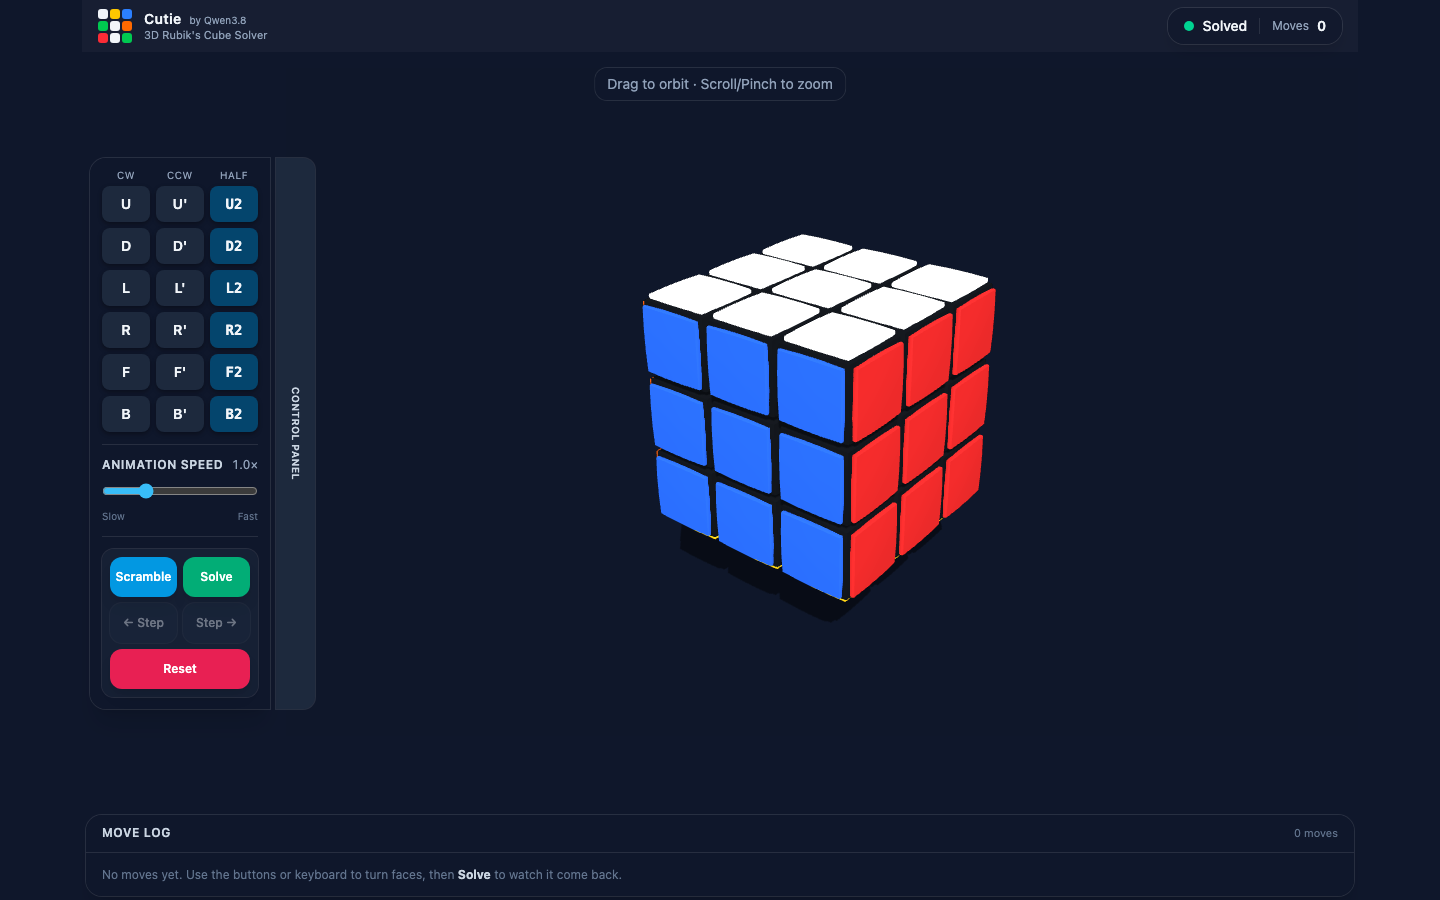 Cutie by Qwen3.8
3D Rubik's Cube Solver
Solved Moves 0
Drag to orbit · Scroll/Pinch to zoom
CW CCW HALF
U U' U2
D D' D2
L L' L2
R R' R2
F F' F2
B B' B2
CONTROL PANEL
ANIMATION SPEED 1.0×
Slow Fast
Scramble Solve
← Step Step →
Reset
MOVE LOG 0 moves
No moves yet. Use the buttons or keyboard to turn faces, then Solve to watch it come back.